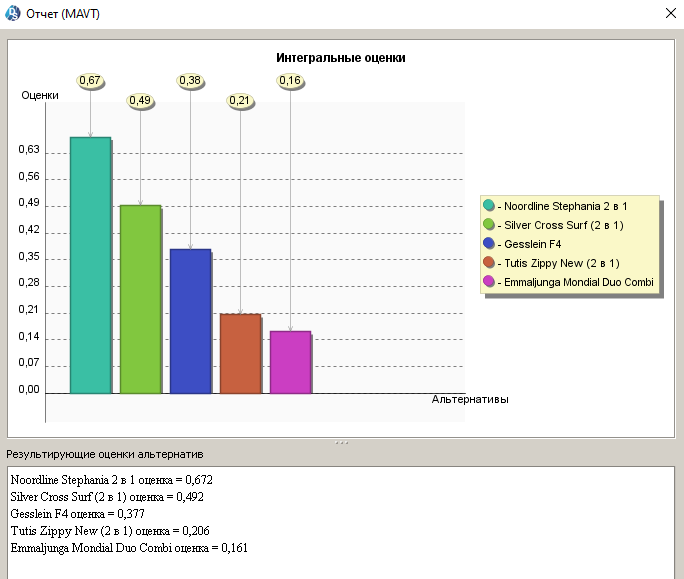 Отчет (MAVT)
Интегральные оценки
0,67
0,38
0,16
0,49
0,21
Оценки
0,63
0,56
0,49
0,42
0,35
0,28
0,21
0,14
0,07
0,00
Альтернативы
- Noordline Stephania 2 в 1
- Silver Cross Surf (2 в 1)
- Gesslein F4
- Tutis Zippy New (2 в 1)
- Emmaljunga Mondial Duo Combi
Результирующие оценки альтернатив
Noordline Stephania 2 в 1 оценка = 0,672
Silver Cross Surf (2 в 1) оценка = 0,492
Gesslein F4 оценка = 0,377
Tutis Zippy New (2 в 1) оценка = 0,206
Emmaljunga Mondial Duo Combi оценка = 0,161